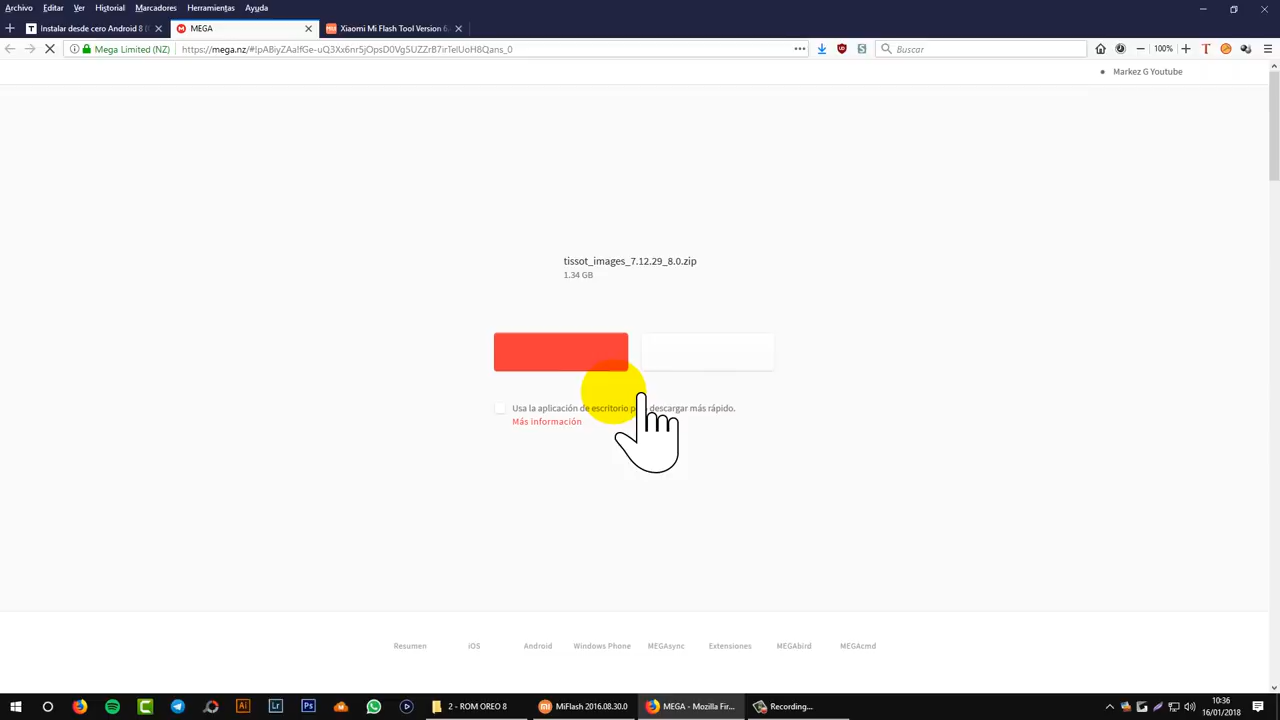 Archivo Editar Ver Historial Marcadores Herramientas Ayuda
Instalar desde cero Android 8 (
MEGA
Xiaomi Mi Flash Tool Version 6.
Mega Limited (NZ)
Buscar
100%
Markez G Youtube
tissot_images_7.12.29_8.0.zip
1.34 GB
Usa la aplicación de escritorio descargar más rápido.
Más información
Resumen iOS Android Windows Phone MEGAsync Extensiones MEGAbird MEGAcmd
2 - ROM OREO 8
MiFlash 2016.08.30.0
MEGA - Mozilla Fir...
Recording...
10:36
16/01/2018